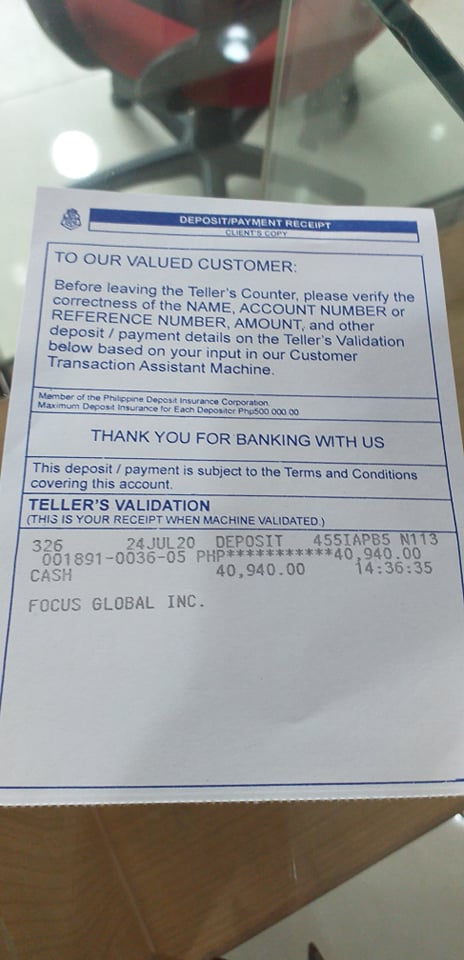 DEPOSIT/PAYMENT RECEIPT
CLIENT'S COPY
TO OUR VALUED CUSTOMER:
Before leaving the Teller's Counter, please verify the
correctness of the NAME, ACCOUNT NUMBER or
REFERENCE NUMBER, AMOUNT, and other
deposit / payment details on the Teller's Validation
below based on your input in our Customer
Transaction Assistant Machine.
Member of the Philippine Deposit Insurance Corporation
Maximum Deposit Insurance for Each Depositor Php500 000 00
THANK YOU FOR BANKING WITH US
This deposit / payment is subject to the Terms and Conditions
covering this account.
TELLER'S VALIDATION
(THIS IS YOUR RECEIPT WHEN MACHINE VALIDATED.)
326 24JUL20 DEPOSIT 455IAPB5 N113
001891-0036-05 PHP***********40,940.00
CASH 40,940.00 14:36:35
FOCUS GLOBAL INC.